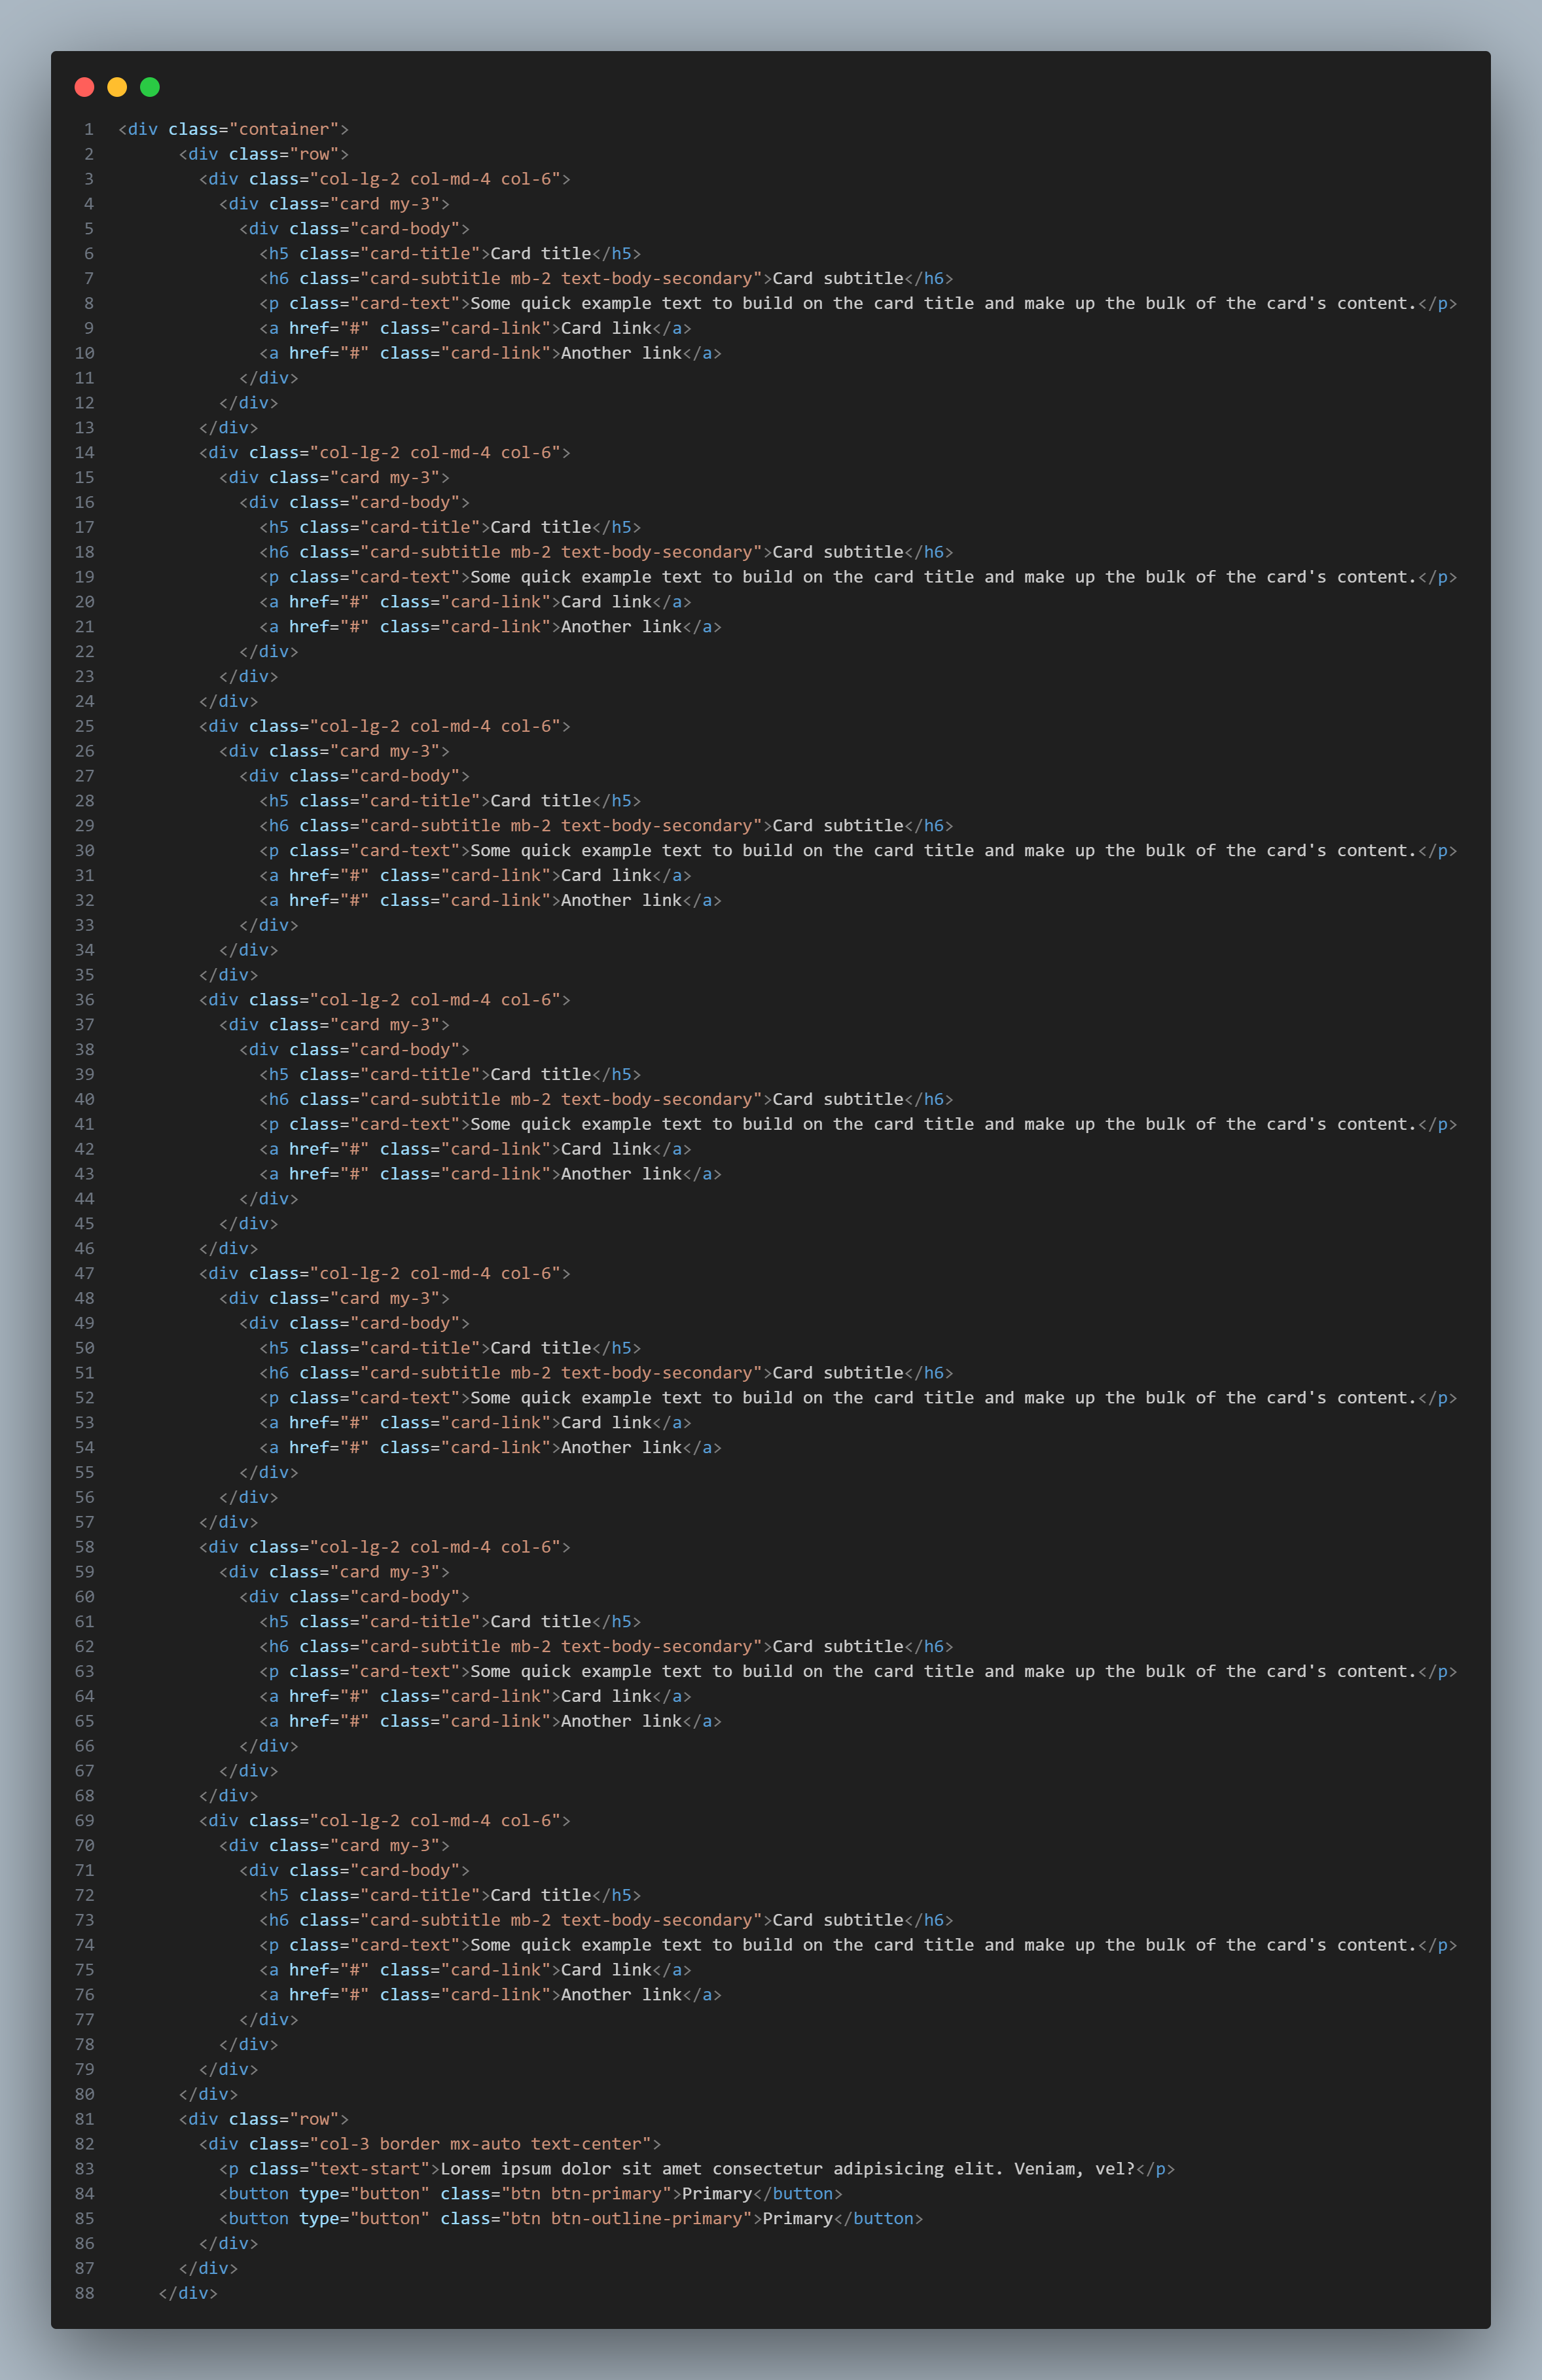 1 <div class="container">
2       <div class="row">
3         <div class="col-lg-2 col-md-4 col-6">
4           <div class="card my-3">
5             <div class="card-body">
6               <h5 class="card-title">Card title</h5>
7               <h6 class="card-subtitle mb-2 text-body-secondary">Card subtitle</h6>
8               <p class="card-text">Some quick example text to build on the card title and make up the bulk of the card's content.</p>
9               <a href="#" class="card-link">Card link</a>
10               <a href="#" class="card-link">Another link</a>
11             </div>
12           </div>
13         </div>
14         <div class="col-lg-2 col-md-4 col-6">
15           <div class="card my-3">
16             <div class="card-body">
17               <h5 class="card-title">Card title</h5>
18               <h6 class="card-subtitle mb-2 text-body-secondary">Card subtitle</h6>
19               <p class="card-text">Some quick example text to build on the card title and make up the bulk of the card's content.</p>
20               <a href="#" class="card-link">Card link</a>
21               <a href="#" class="card-link">Another link</a>
22             </div>
23           </div>
24         </div>
25         <div class="col-lg-2 col-md-4 col-6">
26           <div class="card my-3">
27             <div class="card-body">
28               <h5 class="card-title">Card title</h5>
29               <h6 class="card-subtitle mb-2 text-body-secondary">Card subtitle</h6>
30               <p class="card-text">Some quick example text to build on the card title and make up the bulk of the card's content.</p>
31               <a href="#" class="card-link">Card link</a>
32               <a href="#" class="card-link">Another link</a>
33             </div>
34           </div>
35         </div>
36         <div class="col-lg-2 col-md-4 col-6">
37           <div class="card my-3">
38             <div class="card-body">
39               <h5 class="card-title">Card title</h5>
40               <h6 class="card-subtitle mb-2 text-body-secondary">Card subtitle</h6>
41               <p class="card-text">Some quick example text to build on the card title and make up the bulk of the card's content.</p>
42               <a href="#" class="card-link">Card link</a>
43               <a href="#" class="card-link">Another link</a>
44             </div>
45           </div>
46         </div>
47         <div class="col-lg-2 col-md-4 col-6">
48           <div class="card my-3">
49             <div class="card-body">
50               <h5 class="card-title">Card title</h5>
51               <h6 class="card-subtitle mb-2 text-body-secondary">Card subtitle</h6>
52               <p class="card-text">Some quick example text to build on the card title and make up the bulk of the card's content.</p>
53               <a href="#" class="card-link">Card link</a>
54               <a href="#" class="card-link">Another link</a>
55             </div>
56           </div>
57         </div>
58         <div class="col-lg-2 col-md-4 col-6">
59           <div class="card my-3">
60             <div class="card-body">
61               <h5 class="card-title">Card title</h5>
62               <h6 class="card-subtitle mb-2 text-body-secondary">Card subtitle</h6>
63               <p class="card-text">Some quick example text to build on the card title and make up the bulk of the card's content.</p>
64               <a href="#" class="card-link">Card link</a>
65               <a href="#" class="card-link">Another link</a>
66             </div>
67           </div>
68         </div>
69         <div class="col-lg-2 col-md-4 col-6">
70           <div class="card my-3">
71             <div class="card-body">
72               <h5 class="card-title">Card title</h5>
73               <h6 class="card-subtitle mb-2 text-body-secondary">Card subtitle</h6>
74               <p class="card-text">Some quick example text to build on the card title and make up the bulk of the card's content.</p>
75               <a href="#" class="card-link">Card link</a>
76               <a href="#" class="card-link">Another link</a>
77             </div>
78           </div>
79         </div>
80       </div>
81       <div class="row">
82         <div class="col-3 border mx-auto text-center">
83           <p class="text-start">Lorem ipsum dolor sit amet consectetur adipisicing elit. Veniam, vel?</p>
84           <button type="button" class="btn btn-primary">Primary</button>
85           <button type="button" class="btn btn-outline-primary">Primary</button>
86         </div>
87       </div>
88     </div>